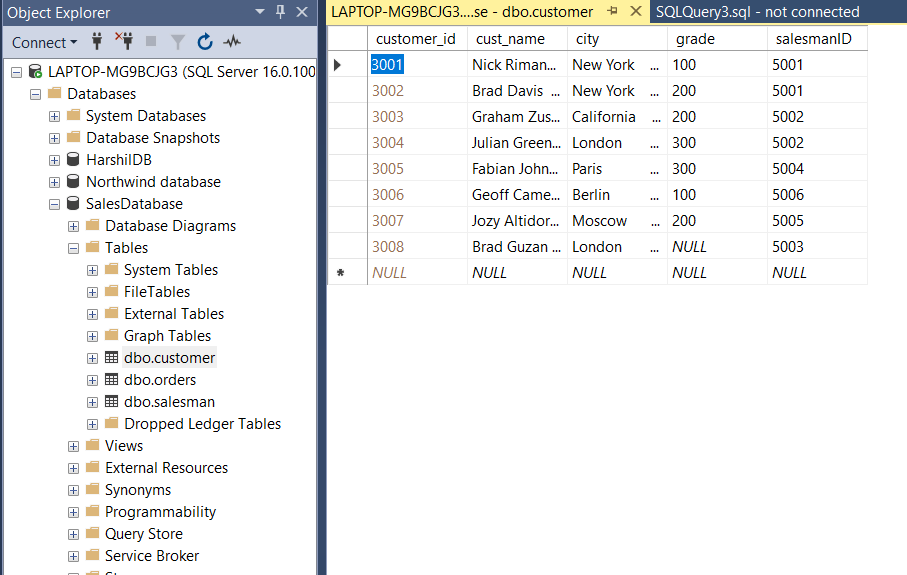 Object Explorer
Connect
LAPTOP-MG9BCJG3 (SQL Server 16.0.100
Databases
System Databases
Database Snapshots
HarshilDB
Northwind database
SalesDatabase
Database Diagrams
Tables
System Tables
FileTables
External Tables
Graph Tables
dbo.customer
dbo.orders
dbo.salesman
Dropped Ledger Tables
Views
External Resources
Synonyms
Programmability
Query Store
Service Broker
LAPTOP-MG9BCJG3....se - dbo.customer SQLQuery3.sql - not connected
customer_id cust_name city grade salesmanID
3001 Nick Riman... New York ... 100 5001
3002 Brad Davis ... New York ... 200 5001
3003 Graham Zus... California ... 200 5002
3004 Julian Green... London ... 300 5002
3005 Fabian John... Paris ... 300 5004
3006 Geoff Came... Berlin ... 100 5006
3007 Jozy Altidor... Moscow ... 200 5005
3008 Brad Guzan ... London ... NULL 5003
* NULL NULL NULL NULL NULL